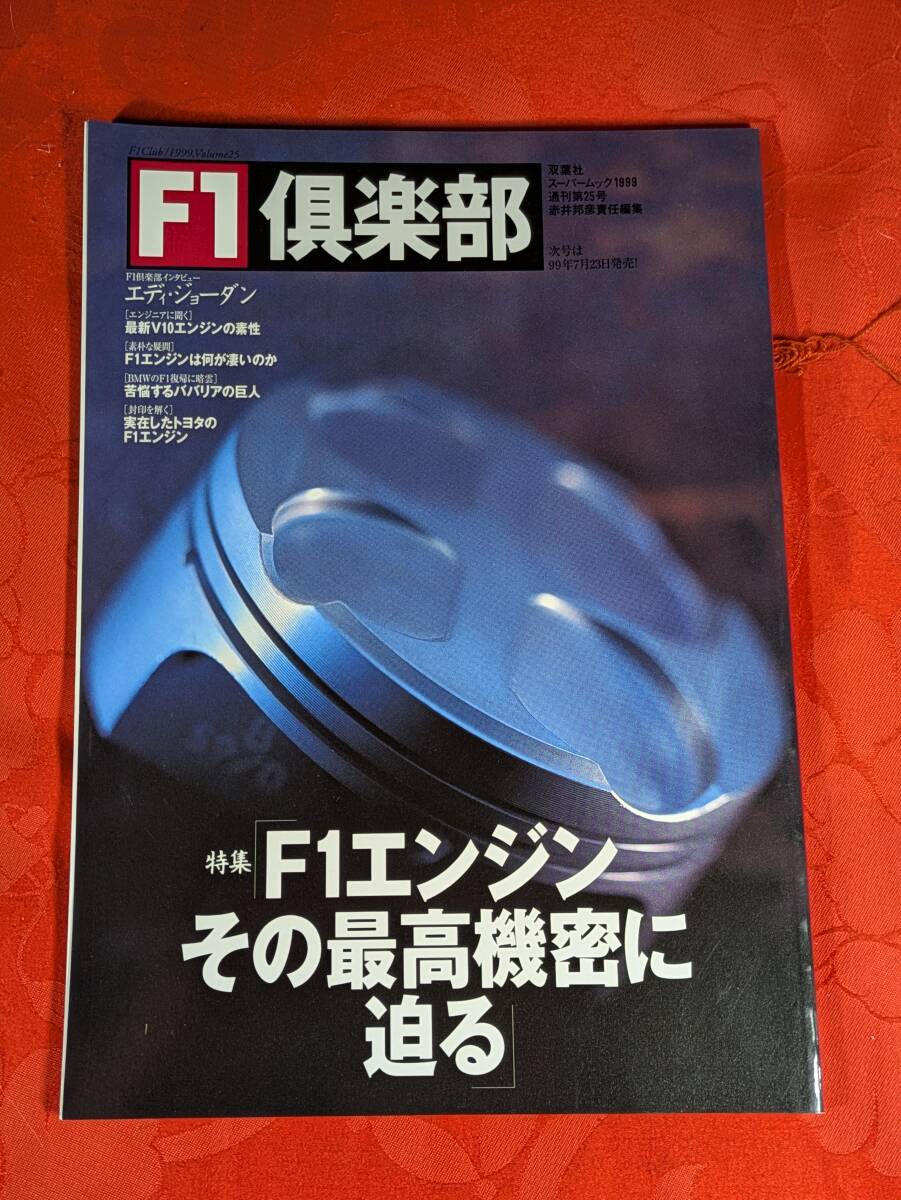 F1Club/1999,Volume25
F1 倶楽部
双葉社
スーパームック1999
通刊第25号
赤井邦彦責任編集
次号は
99年7月23日発売!
F1倶楽部インタビュー
エディ・ジョーダン
[エンジニアに聞く]
最新V10エンジンの素性
[素朴な疑問]
F1エンジンは何が凄いのか
[BMWのF1復帰に暗雲]
苦悩するババリアの巨人
[封印を解く]
実在したトヨタの
F1エンジン
特集「F1エンジン
その最高機密に
迫る」